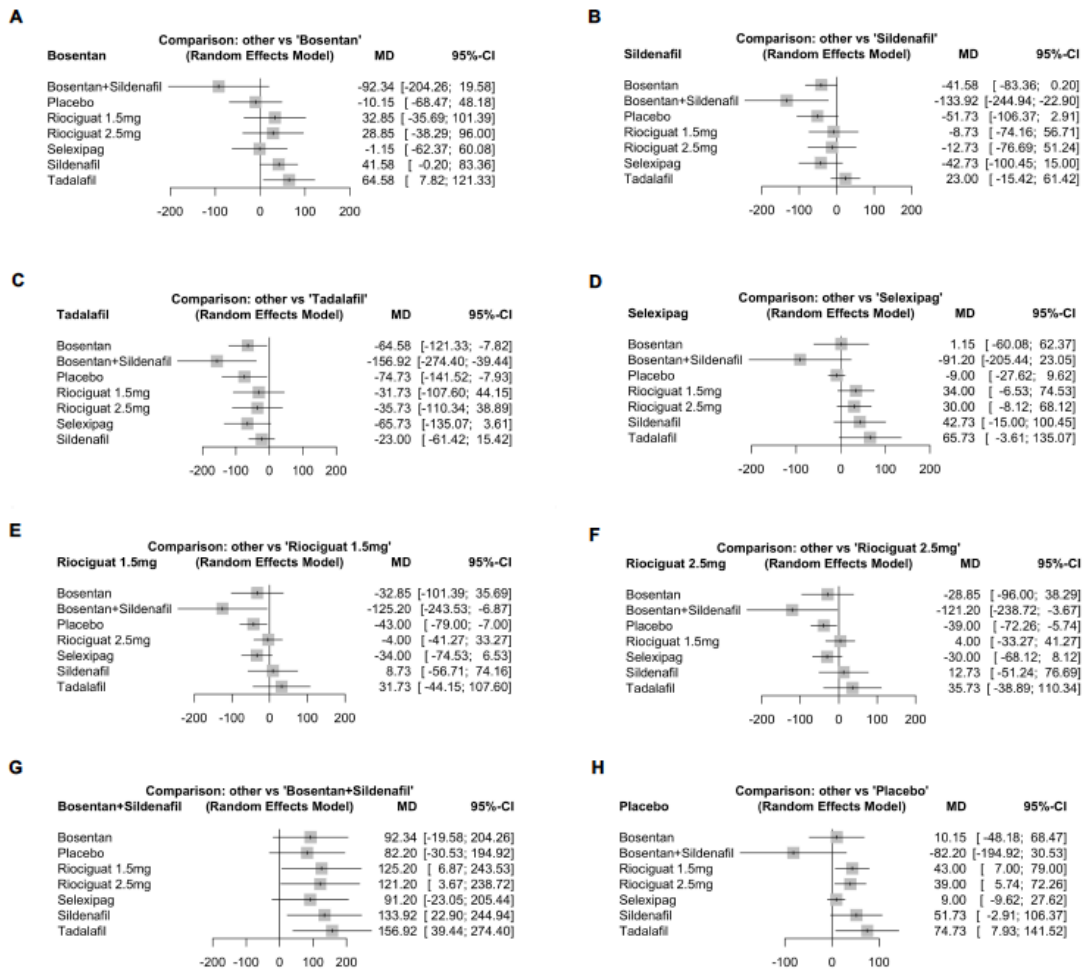 A
Comparison: other vs 'Bosentan'
Bosentan (Random Effects Model) MD 95%-CI
Bosentan+Sildenafil -92.34 [-204.26; 19.58]
Placebo -10.15 [ -68.47; 48.18]
Riociguat 1.5mg 32.85 [ -35.69; 101.39]
Riociguat 2.5mg 28.85 [ -38.29; 96.00]
Selexipag -1.15 [ -62.37; 60.08]
Sildenafil 41.58 [ -0.20; 83.36]
Tadalafil 64.58 [ 7.82; 121.33]
-200 -100 0 100 200
B
Comparison: other vs 'Sildenafil'
Sildenafil (Random Effects Model) MD 95%-CI
Bosentan -41.58 [ -83.36; 0.20]
Bosentan+Sildenafil -133.92 [-244.94; -22.90]
Placebo -51.73 [-106.37; 2.91]
Riociguat 1.5mg -8.73 [ -74.16; 56.71]
Riociguat 2.5mg -12.73 [ -76.69; 51.24]
Selexipag -42.73 [-100.45; 15.00]
Tadalafil 23.00 [ -15.42; 61.42]
-200 -100 0 100 200
C
Comparison: other vs 'Tadalafil'
Tadalafil (Random Effects Model) MD 95%-CI
Bosentan -64.58 [-121.33; -7.82]
Bosentan+Sildenafil -156.92 [-274.40; -39.44]
Placebo -74.73 [-141.52; -7.93]
Riociguat 1.5mg -31.73 [-107.60; 44.15]
Riociguat 2.5mg -35.73 [-110.34; 38.89]
Selexipag -65.73 [-135.07; 3.61]
Sildenafil -23.00 [ -61.42; 15.42]
-200 -100 0 100 200
D
Comparison: other vs 'Selexipag'
Selexipag (Random Effects Model) MD 95%-CI
Bosentan 1.15 [ -60.08; 62.37]
Bosentan+Sildenafil -91.20 [-205.44; 23.05]
Placebo -9.00 [ -27.62; 9.62]
Riociguat 1.5mg 34.00 [ -6.53; 74.53]
Riociguat 2.5mg 30.00 [ -8.12; 68.12]
Sildenafil 42.73 [ -15.00; 100.45]
Tadalafil 65.73 [ -3.61; 135.07]
-200 -100 0 100 200
E
Comparison: other vs 'Riociguat 1.5mg'
Riociguat 1.5mg (Random Effects Model) MD 95%-CI
Bosentan -32.85 [-101.39; 35.69]
Bosentan+Sildenafil -125.20 [-243.53; -6.87]
Placebo -43.00 [ -79.00; -7.00]
Riociguat 2.5mg -4.00 [ -41.27; 33.27]
Selexipag -34.00 [ -74.53; 6.53]
Sildenafil 8.73 [ -56.71; 74.16]
Tadalafil 31.73 [ -44.15; 107.60]
-200 -100 0 100 200
F
Comparison: other vs 'Riociguat 2.5mg'
Riociguat 2.5mg (Random Effects Model) MD 95%-CI
Bosentan -28.85 [ -96.00; 38.29]
Bosentan+Sildenafil -121.20 [-238.72; -3.67]
Placebo -39.00 [ -72.26; -5.74]
Riociguat 1.5mg 4.00 [ -33.27; 41.27]
Selexipag -30.00 [ -68.12; 8.12]
Sildenafil 12.73 [ -51.24; 76.69]
Tadalafil 35.73 [ -38.89; 110.34]
-200 -100 0 100 200
G
Comparison: other vs 'Bosentan+Sildenafil'
Bosentan+Sildenafil (Random Effects Model) MD 95%-CI
Bosentan 92.34 [-19.58; 204.26]
Placebo 82.20 [-30.53; 194.92]
Riociguat 1.5mg 125.20 [ 6.87; 243.53]
Riociguat 2.5mg 121.20 [ 3.67; 238.72]
Selexipag 91.20 [-23.05; 205.44]
Sildenafil 133.92 [ 22.90; 244.94]
Tadalafil 156.92 [ 39.44; 274.40]
-200 -100 0 100 200
H
Comparison: other vs 'Placebo'
Placebo (Random Effects Model) MD 95%-CI
Bosentan 10.15 [ -48.18; 68.47]
Bosentan+Sildenafil -82.20 [-194.92; 30.53]
Riociguat 1.5mg 43.00 [ 7.00; 79.00]
Riociguat 2.5mg 39.00 [ 5.74; 72.26]
Selexipag 9.00 [ -9.62; 27.62]
Sildenafil 51.73 [ -2.91; 106.37]
Tadalafil 74.73 [ 7.93; 141.52]
-100 0 100